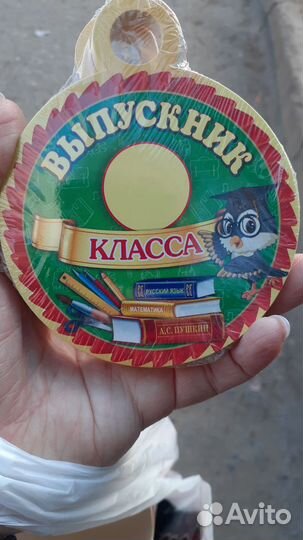 ВЫПУСКНИК
КЛАССА
РУССКИЙ ЯЗЫК
МАТЕМАТИКА
А.С. ПУШКИН
Avito